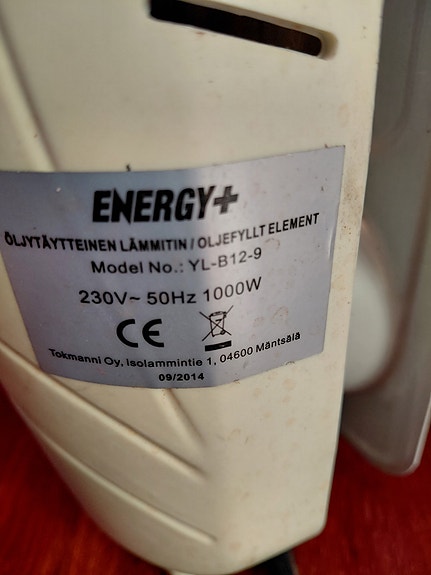 ENERGY+
ÖLJYTÄYTTEINEN LÄMMITIN / OLJEFYLLT ELEMENT
Model No.: YL-B12-9
230V~ 50Hz 1000W
CE
Tokmanni Oy, Isolammintie 1, 04600 Mäntsälä
09/2014